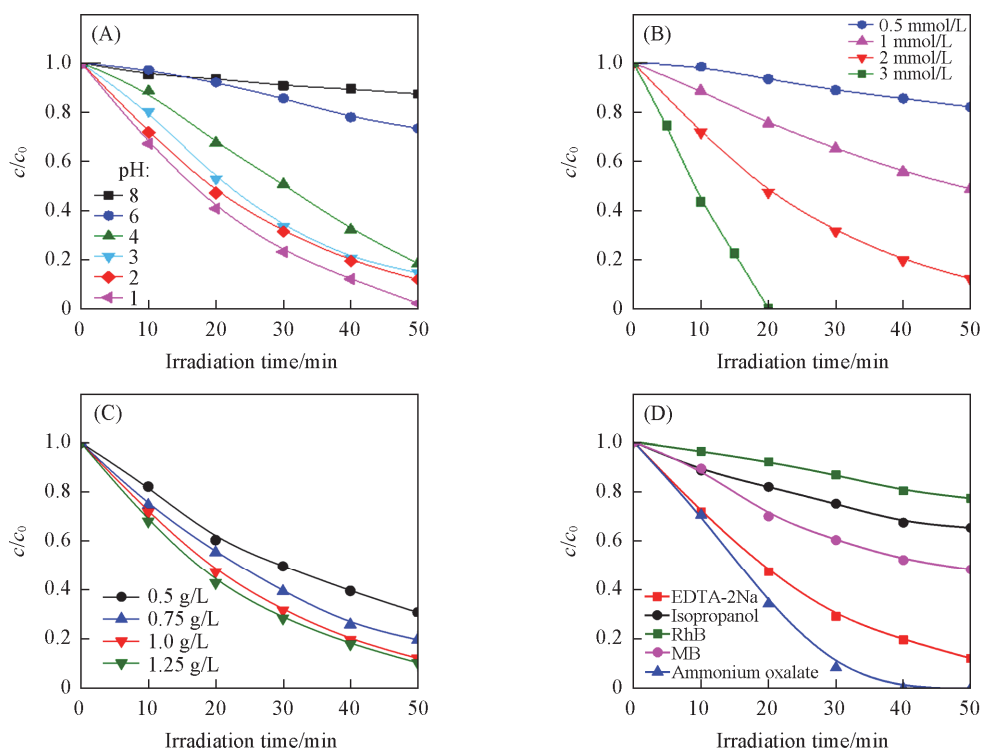 (A)
1.0
0.8
0.6
0.4
0.2
0
c/c0
pH:
8
6
4
3
2
1
0 10 20 30 40 50
Irradiation time/min
(B)
0.5 mmol/L
1 mmol/L
2 mmol/L
3 mmol/L
1.0
0.8
0.6
0.4
0.2
0
c/c0
0 10 20 30 40 50
Irradiation time/min
(C)
1.0
0.8
0.6
0.4
0.2
0
c/c0
0.5 g/L
0.75 g/L
1.0 g/L
1.25 g/L
0 10 20 30 40 50
Irradiation time/min
(D)
1.0
0.8
0.6
0.4
0.2
0
c/c0
EDTA-2Na
Isopropanol
RhB
MB
Ammonium oxalate
0 10 20 30 40 50
Irradiation time/min